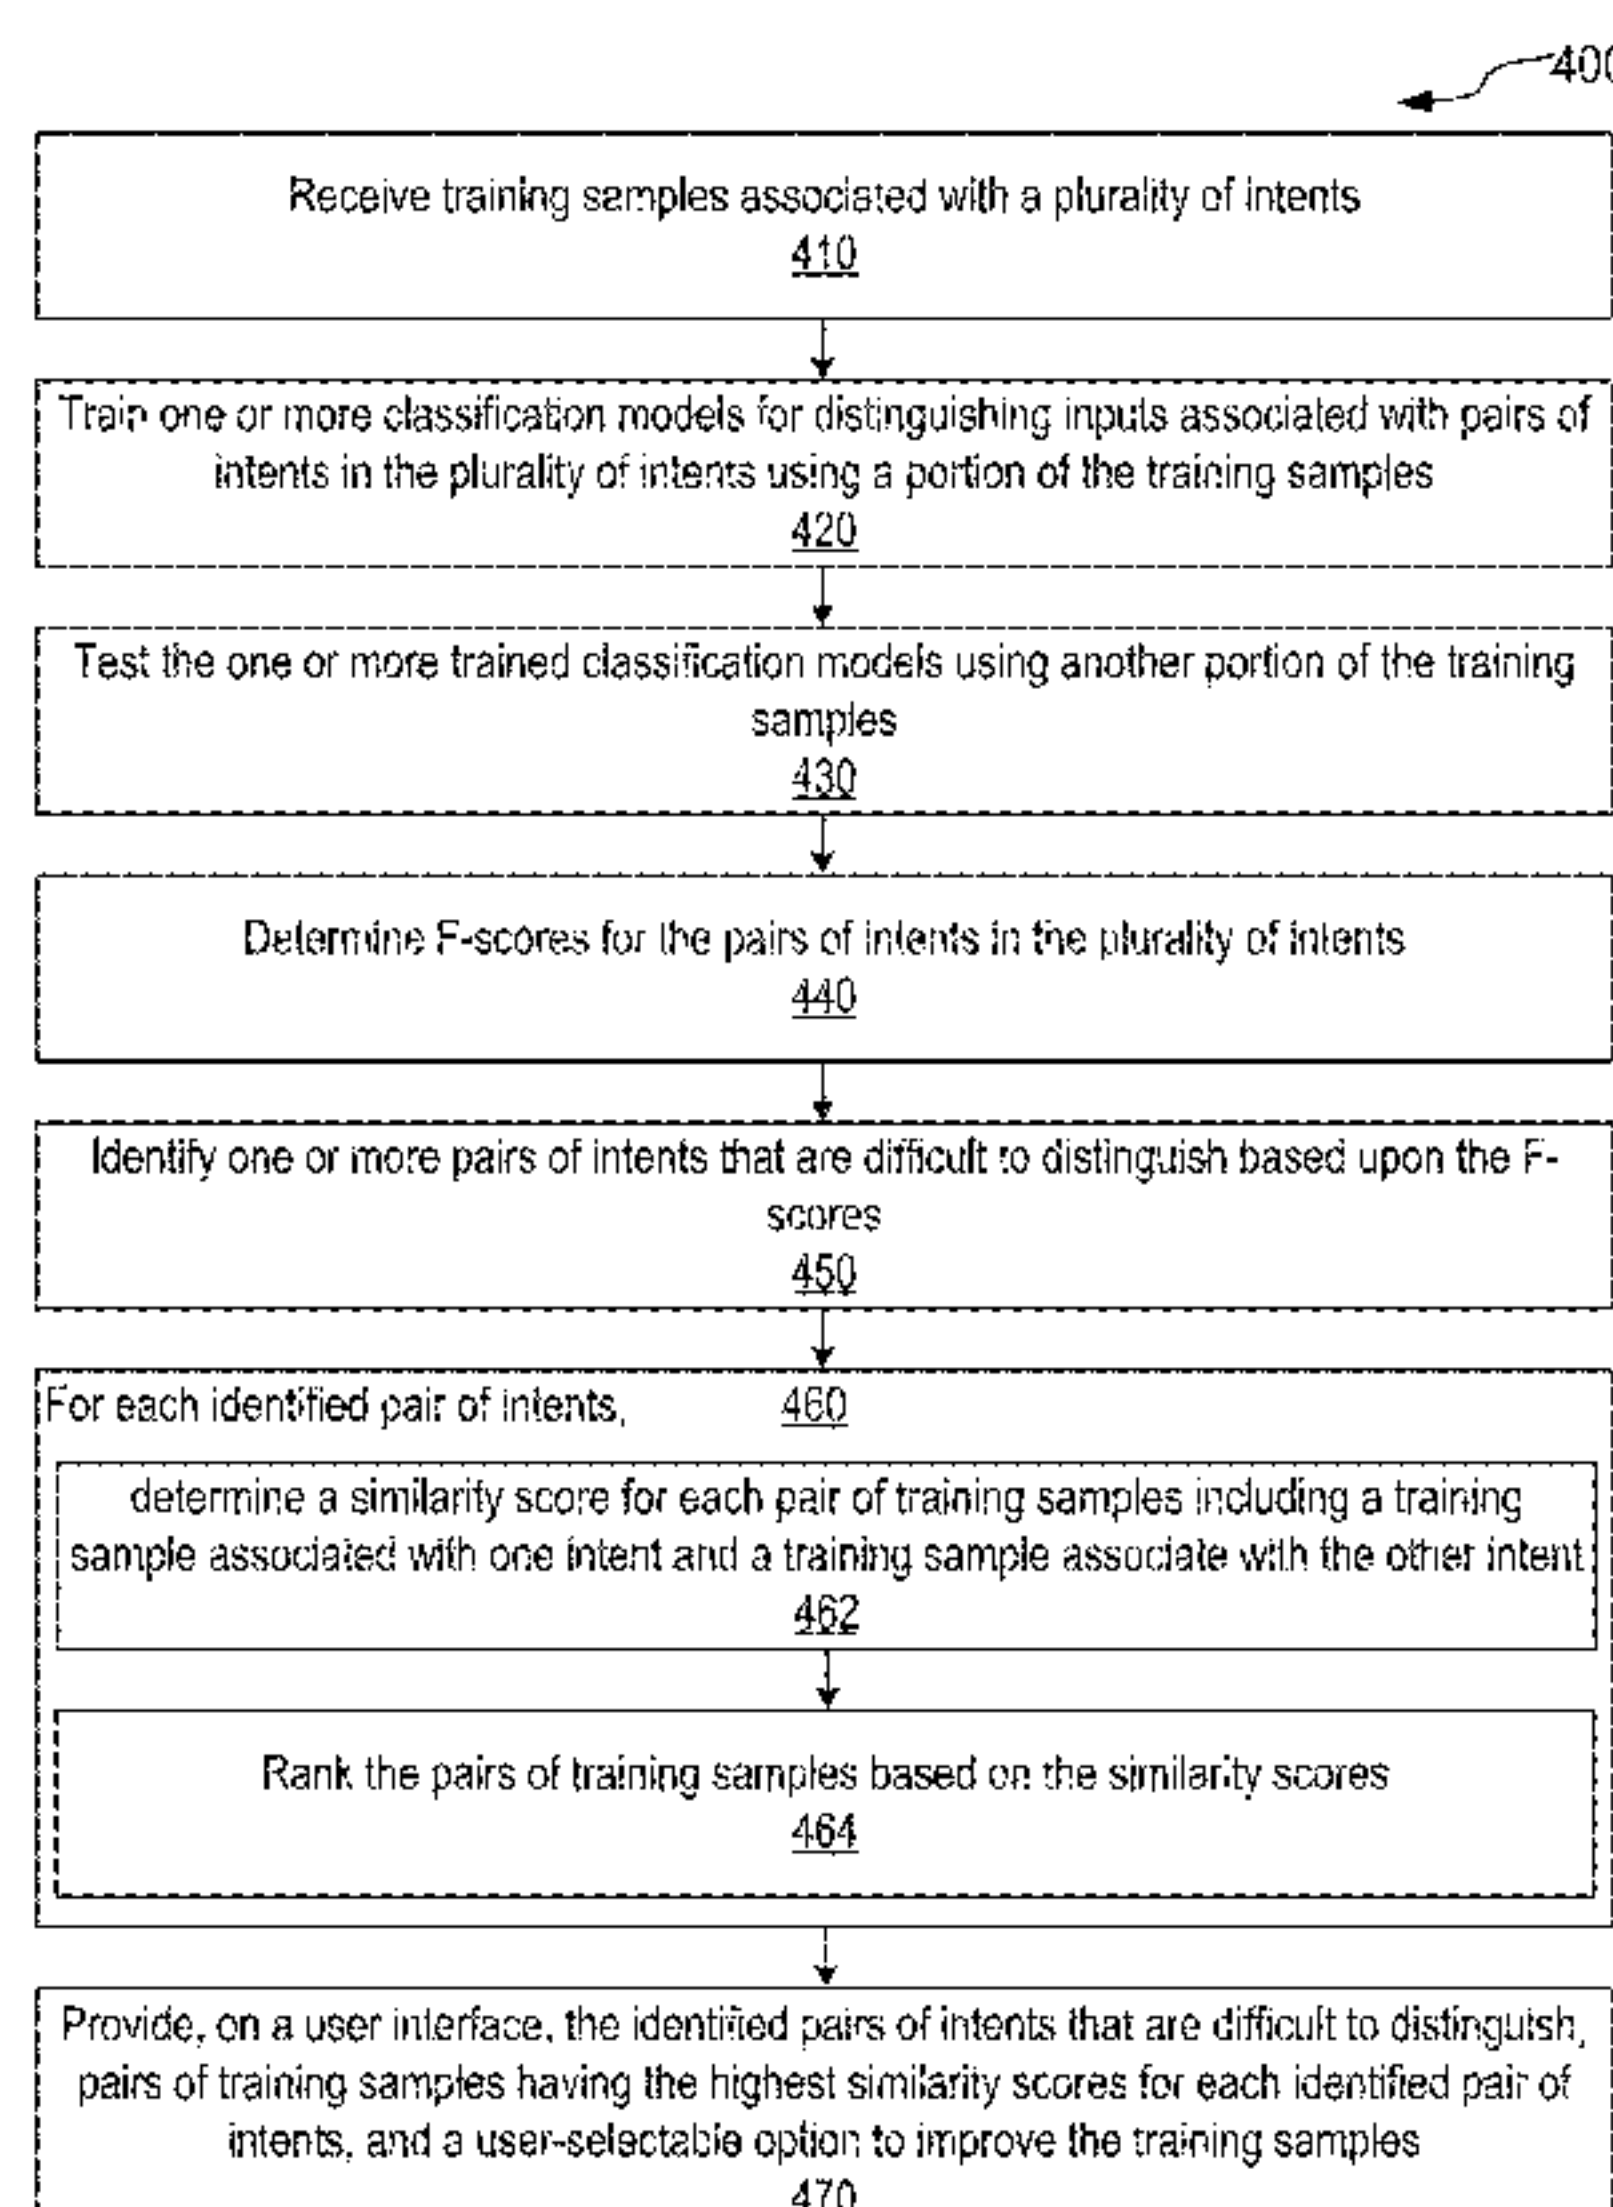 400
Receive training samples associated with a plurality of intents
410
Train one or more classification models for distinguishing inputs associated with pairs of
intents in the plurality of intents using a portion of the training samples
420
Test the one or more trained classification models using another portion of the training
samples
430
Determine F-scores for the pairs of intents in the plurality of intents
440
Identify one or more pairs of intents that are difficult to distinguish based upon the F-
scores
450
For each identified pair of intents, 460
determine a similarity score for each pair of training samples including a training
sample associated with one intent and a training sample associate with the other intent
462
Rank the pairs of training samples based on the similarity scores
464
Provide, on a user interface, the identified pairs of intents that are difficult to distinguish,
pairs of training samples having the highest similarity scores for each identified pair of
intents, and a user-selectable option to improve the training samples
470